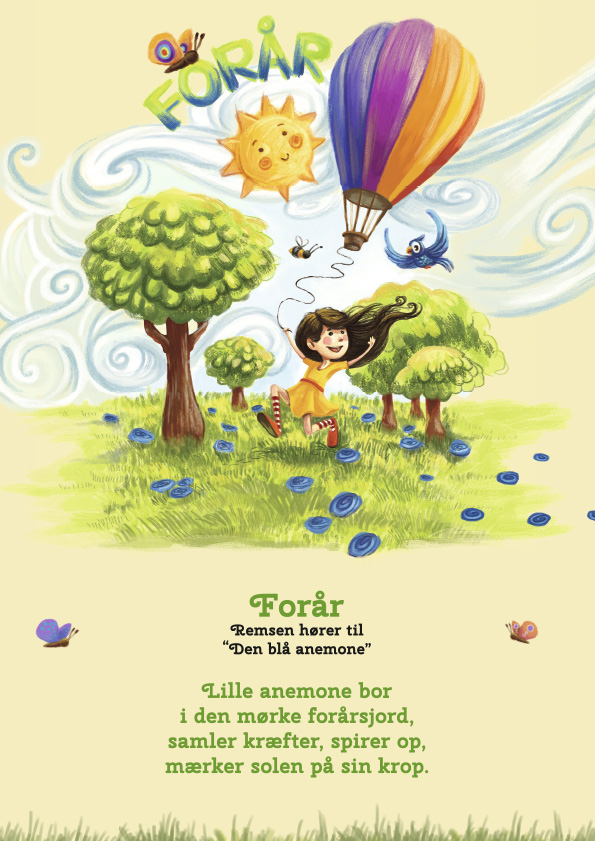 FORÅR
Forår
Remsen hører til
“Den blå anemone”
Lille anemone bor
i den mørke forårsjord,
samler kræfter, spirer op,
mærker solen på sin krop.